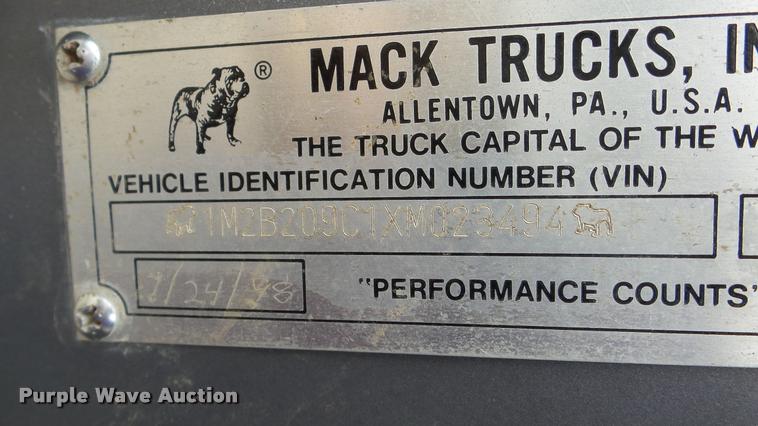 ®
MACK TRUCKS, IN
ALLENTOWN, PA., U.S.A.
THE TRUCK CAPITAL OF THE W
VEHICLE IDENTIFICATION NUMBER (VIN)
1M2B209C1XM023494
/24/98
"PERFORMANCE COUNTS"
Purple Wave Auction